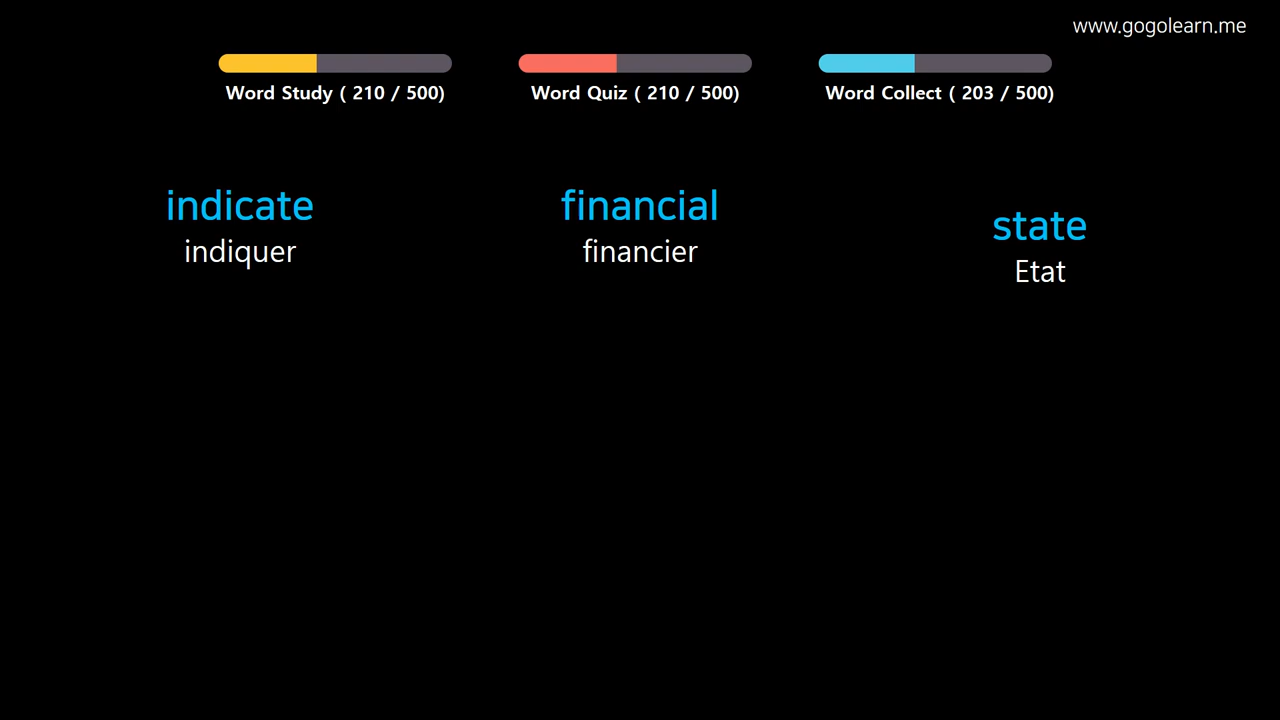 www.gogolearn.me
Word Study ( 210 / 500)
Word Quiz ( 210 / 500)
Word Collect ( 203 / 500)
indicate
indiquer
financial
financier
state
Etat